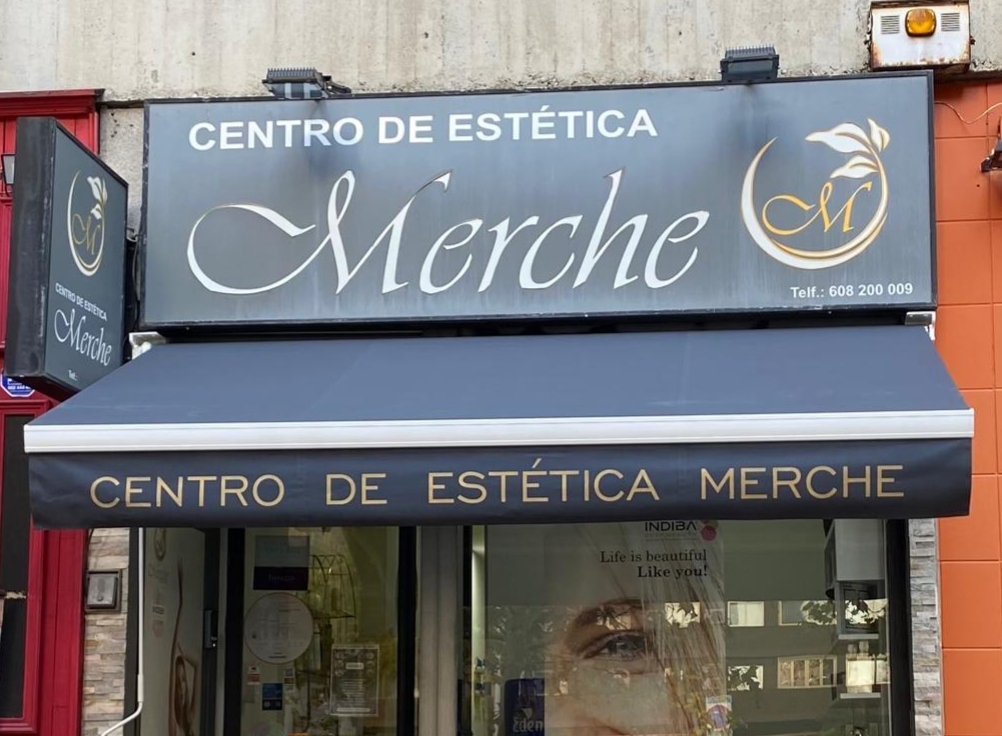 CENTRO DE ESTÉTICA
Merche
M
Telf.: 608 200 009
M
CENTRO DE ESTÉTICA
Merche
CENTRO DE ESTÉTICA MERCHE
INDIBA
Life is beautiful
Like you!